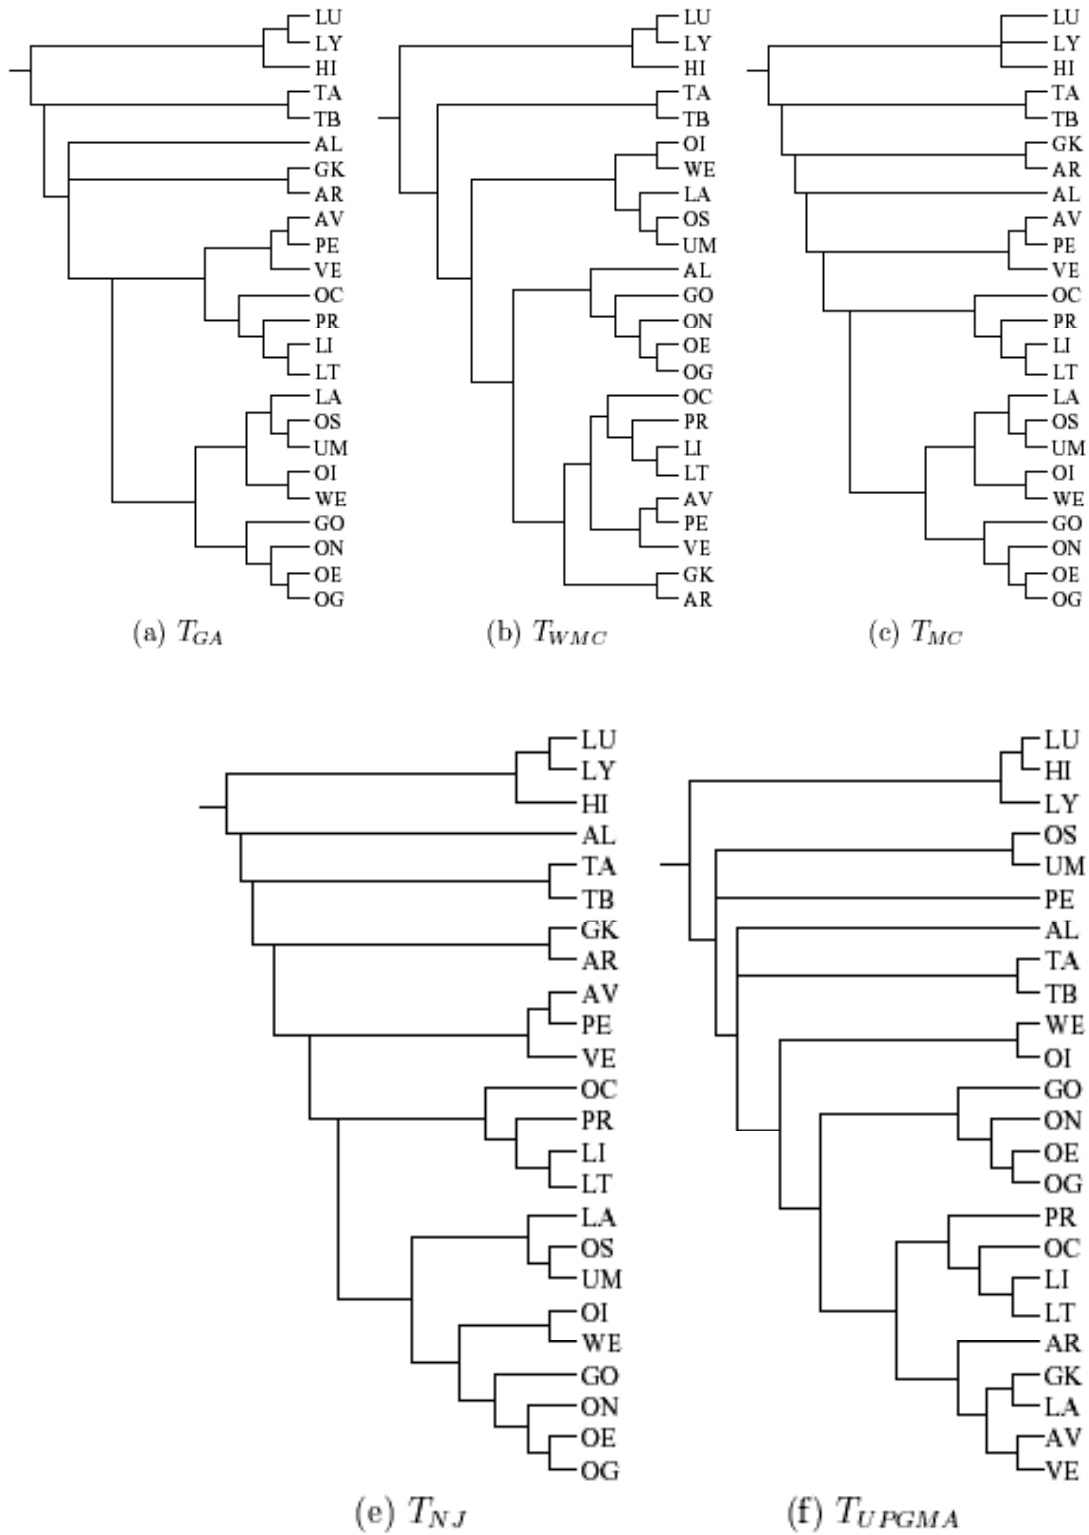 LU
LY
HI
TA
TB
AL
GK
AR
AV
PE
VE
OC
PR
LI
LT
LA
OS
UM
OI
WE
GO
ON
OE
OG
(a) T_GA
LU
LY
HI
TA
TB
OI
WE
LA
OS
UM
AL
GO
ON
OE
OG
OC
PR
LI
LT
AV
PE
VE
GK
AR
(b) T_WMC
LU
LY
HI
TA
TB
GK
AR
AL
AV
PE
VE
OC
PR
LI
LT
LA
OS
UM
OI
WE
GO
ON
OE
OG
(c) T_MC
LU
LY
HI
AL
TA
TB
GK
AR
AV
PE
VE
OC
PR
LI
LT
LA
OS
UM
OI
WE
GO
ON
OE
OG
(e) T_NJ
LU
HI
LY
OS
UM
PE
AL
TA
TB
WE
OI
GO
ON
OE
OG
PR
OC
LI
LT
AR
GK
LA
AV
VE
(f) T_UPGMA